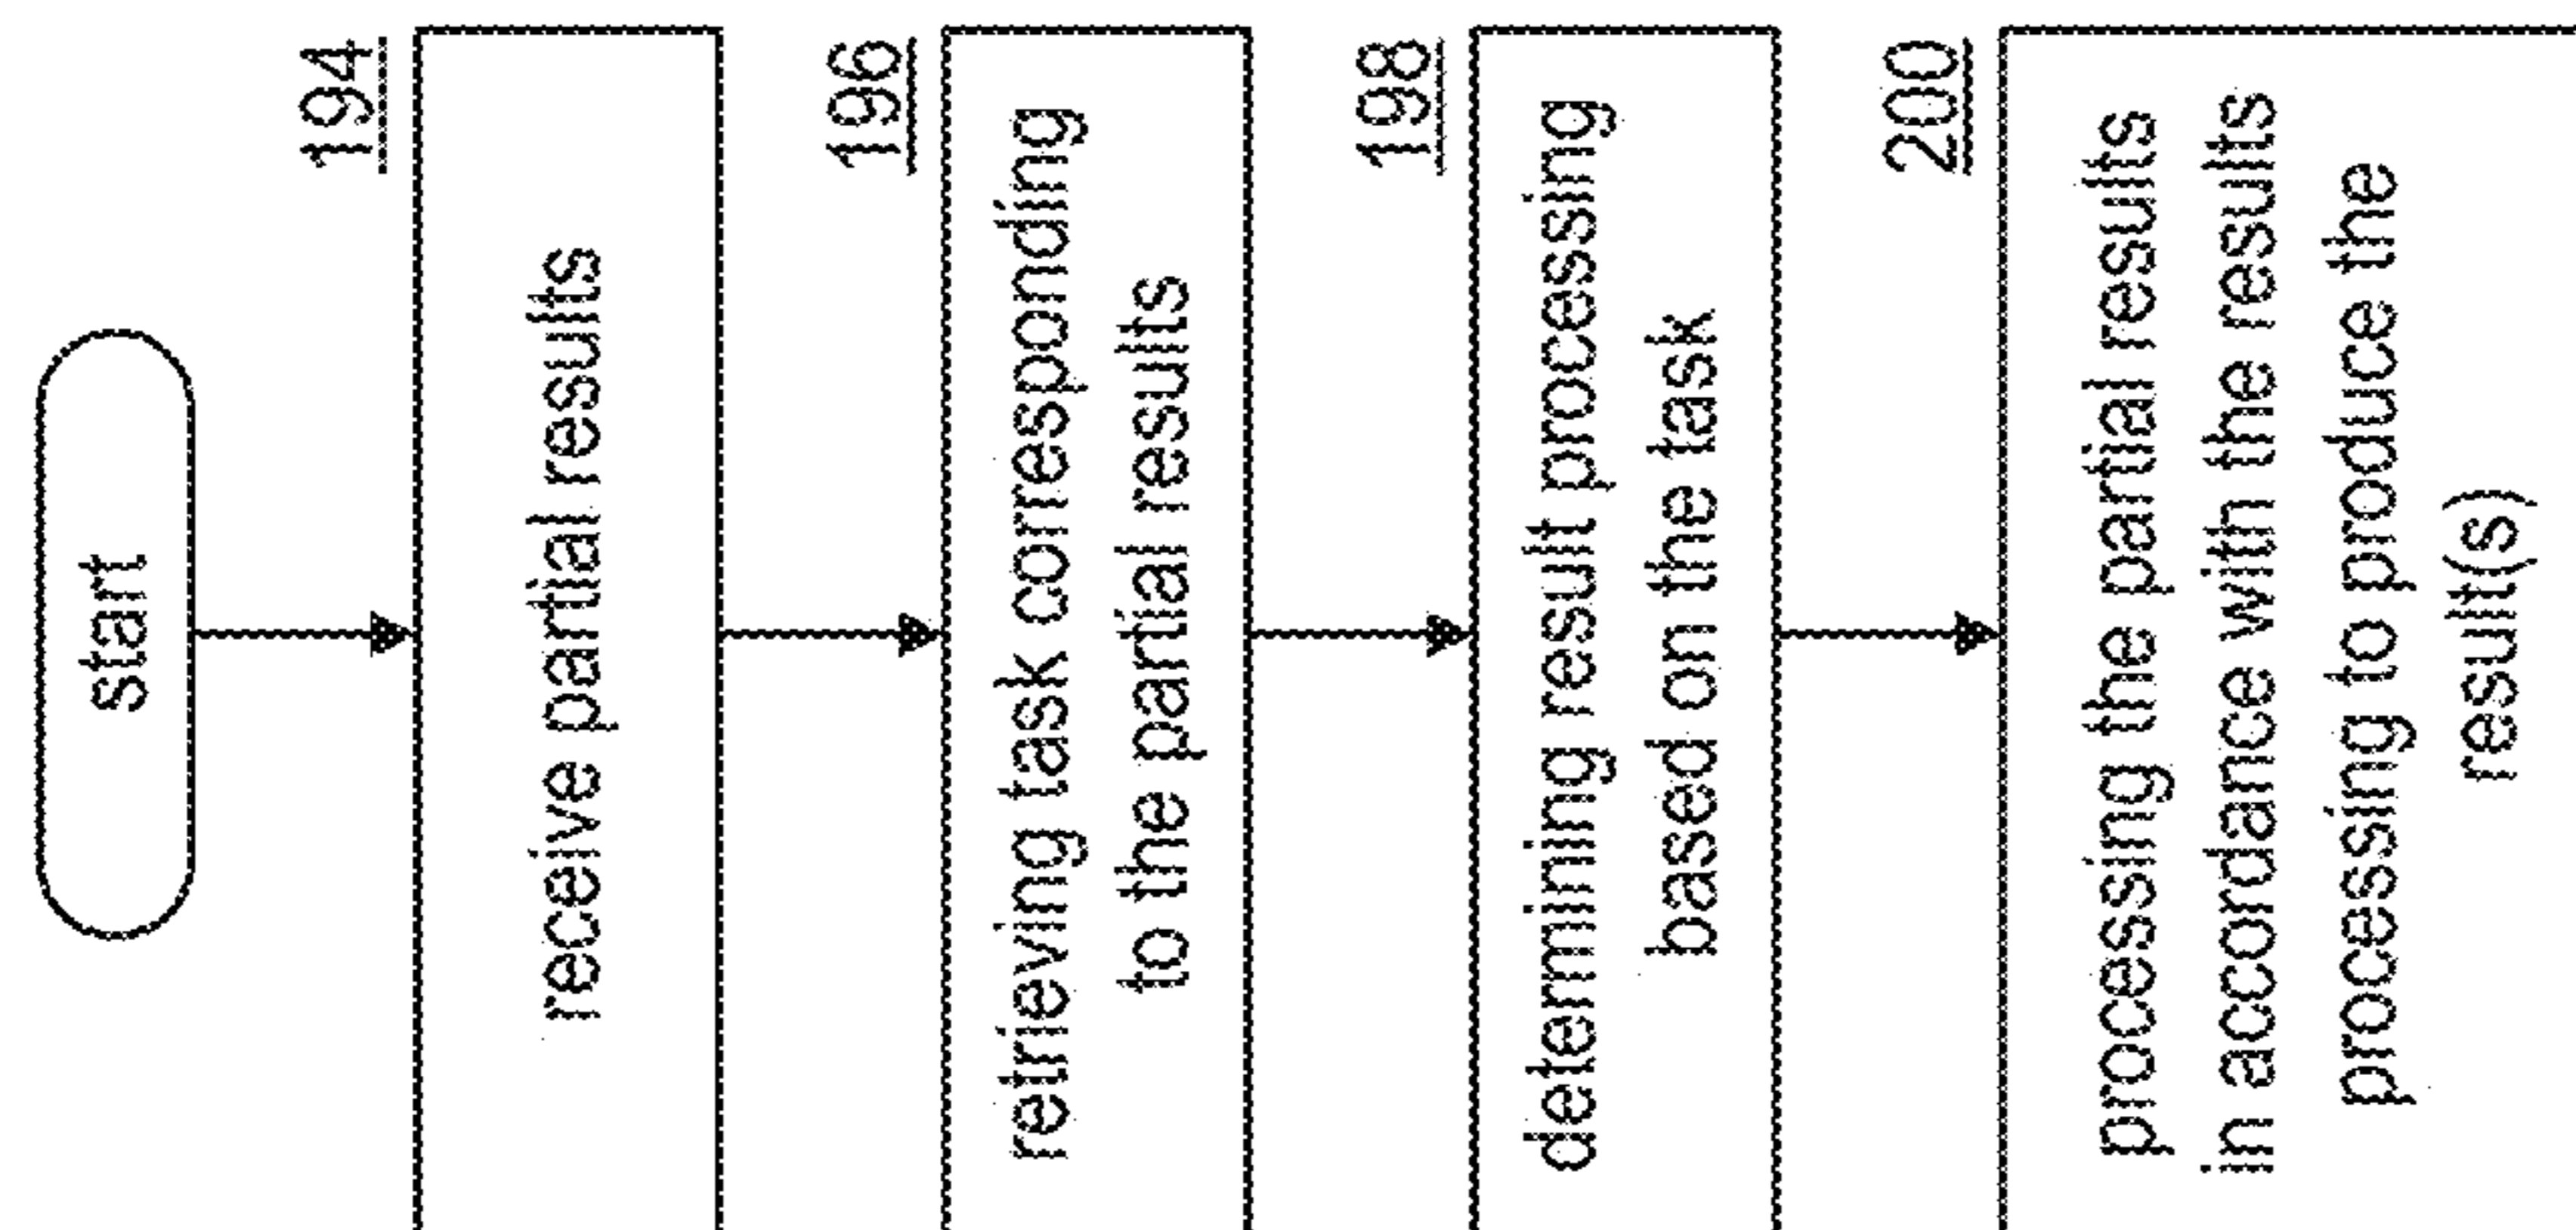 start
194
receive partial results
196
retrieving task corresponding
to the partial results
198
determining result processing
based on the task
200
processing the partial results
in accordance with the results
processing to produce the
result(s)